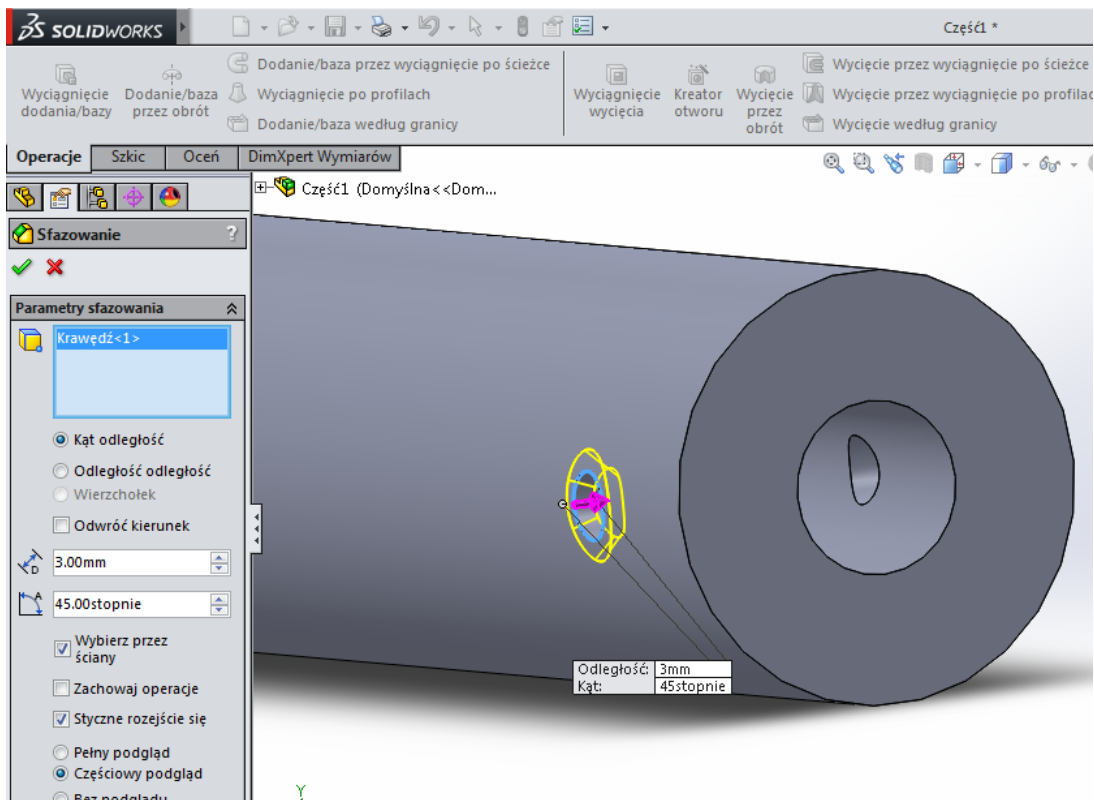 SOLIDWORKS
Część1 *
Wyciągnięcie
dodania/bazy
Dodanie/baza
przez obrót
Dodanie/baza przez wyciągnięcie po ścieżce
Wyciągnięcie po profilach
Dodanie/baza według granicy
Wyciągnięcie
wycięcia
Kreator
otworu
Wycięcie
przez
obrót
Wycięcie przez wyciągnięcie po ścieżce
Wycięcie przez wyciągnięcie po profilac
Wycięcie według granicy
Operacje
Szkic
Oceń
DimXpert Wymiarów
Część1 (Domyślna<<Dom...
Sfazowanie
?
Parametry sfazowania
Krawędź<1>
Kąt odległość
Odległość odległość
Wierzchołek
Odwróć kierunek
D
3.00mm
A
45.00stopnie
Wybierz przez
ściany
Zachowaj operacje
Styczne rozejście się
Pełny podgląd
Częściowy podgląd
Bez podglądu
Odległość: 3mm
Kąt: 45stopnie
Y